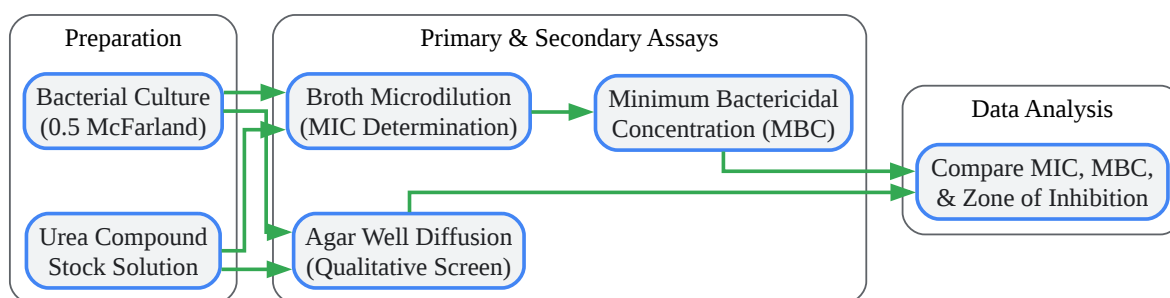 Preparation
Bacterial Culture
(0.5 McFarland)
Urea Compound
Stock Solution
Primary & Secondary Assays
Broth Microdilution
(MIC Determination)
Minimum Bactericidal
Concentration (MBC)
Agar Well Diffusion
(Qualitative Screen)
Data Analysis
Compare MIC, MBC,
& Zone of Inhibition